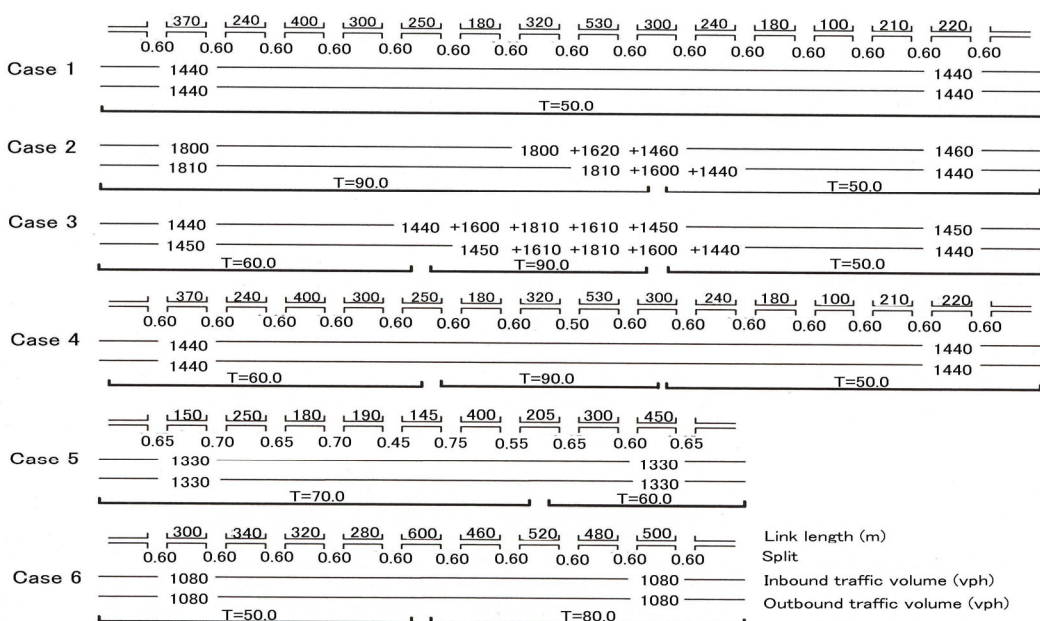 370 240 400 300 250 180 320 530 300 240 180 100 210 220
0.60 0.60 0.60 0.60 0.60 0.60 0.60 0.60 0.60 0.60 0.60 0.60 0.60 0.60 0.60
Case 1
1440 1440
1440 1440
T=50.0
Case 2
1800 1800 +1620 +1460 1460
1810 1810 +1600 +1440 1440
T=90.0 T=50.0
Case 3
1440 1440 +1600 +1810 +1610 +1450 1450
1450 1450 +1610 +1810 +1600 +1440 1440
T=60.0 T=90.0 T=50.0
370 240 400 300 250 180 320 530 300 240 180 100 210 220
0.60 0.60 0.60 0.60 0.60 0.60 0.60 0.50 0.60 0.60 0.60 0.60 0.60 0.60 0.60
Case 4
1440 1440
1440 1440
T=60.0 T=90.0 T=50.0
150 250 180 190 145 400 205 300 450
0.65 0.70 0.65 0.70 0.45 0.75 0.55 0.65 0.60 0.65
Case 5
1330 1330
1330 1330
T=70.0 T=60.0
300 340 320 280 600 460 520 480 500 Link length (m)
0.60 0.60 0.60 0.60 0.60 0.60 0.60 0.60 0.60 0.60 Split
Case 6
1080 1080 Inbound traffic volume (vph)
1080 1080 Outbound traffic volume (vph)
T=50.0 T=80.0